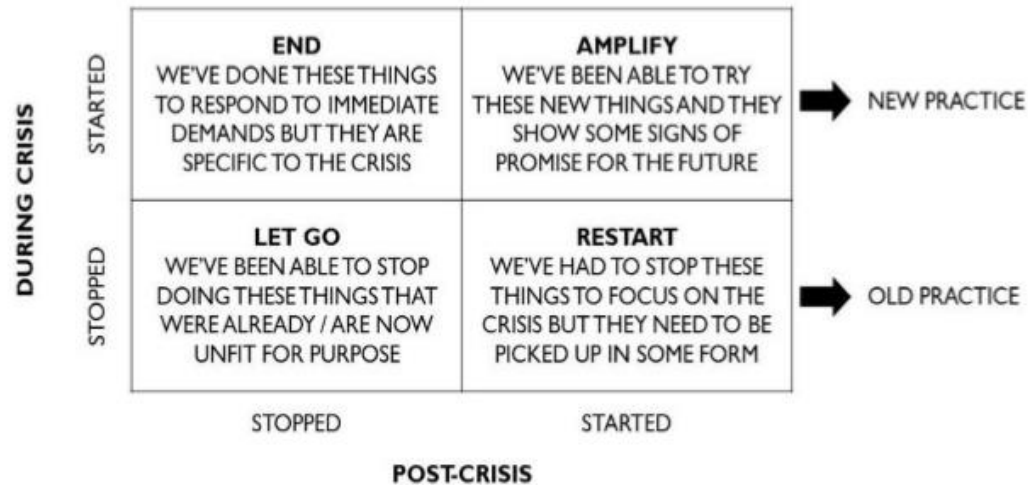 DURING CRISIS
STARTED
END
WE'VE DONE THESE THINGS
TO RESPOND TO IMMEDIATE
DEMANDS BUT THEY ARE
SPECIFIC TO THE CRISIS
AMPLIFY
WE'VE BEEN ABLE TO TRY
THESE NEW THINGS AND THEY
SHOW SOME SIGNS OF
PROMISE FOR THE FUTURE
NEW PRACTICE
STOPPED
LET GO
WE'VE BEEN ABLE TO STOP
DOING THESE THINGS THAT
WERE ALREADY / ARE NOW
UNFIT FOR PURPOSE
RESTART
WE'VE HAD TO STOP THESE
THINGS TO FOCUS ON THE
CRISIS BUT THEY NEED TO BE
PICKED UP IN SOME FORM
OLD PRACTICE
STOPPED
STARTED
POST-CRISIS